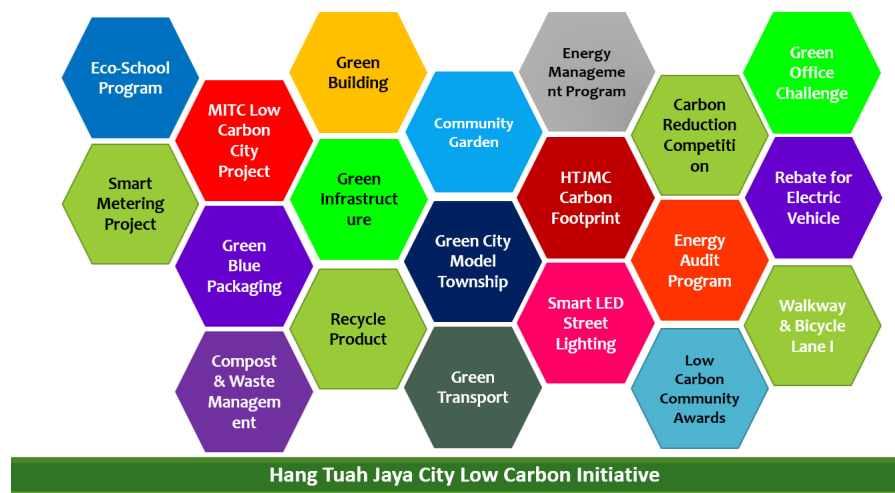 Eco-School
Program
Smart
Metering
Project
MITC Low
Carbon
City
Project
Green
Blue
Packaging
Compost
& Waste
Managem
ent
Green
Building
Green
Infrastruct
ure
Recycle
Product
Community
Garden
Green City
Model
Township
Green
Transport
Energy
Manageme
nt Program
HTJMC
Carbon
Footprint
Smart LED
Street
Lighting
Carbon
Reduction
Competiti
on
Energy
Audit
Program
Low
Carbon
Community
Awards
Green
Office
Challenge
Rebate for
Electric
Vehicle
Walkway
& Bicycle
Lane I
Hang Tuah Jaya City Low Carbon Initiative